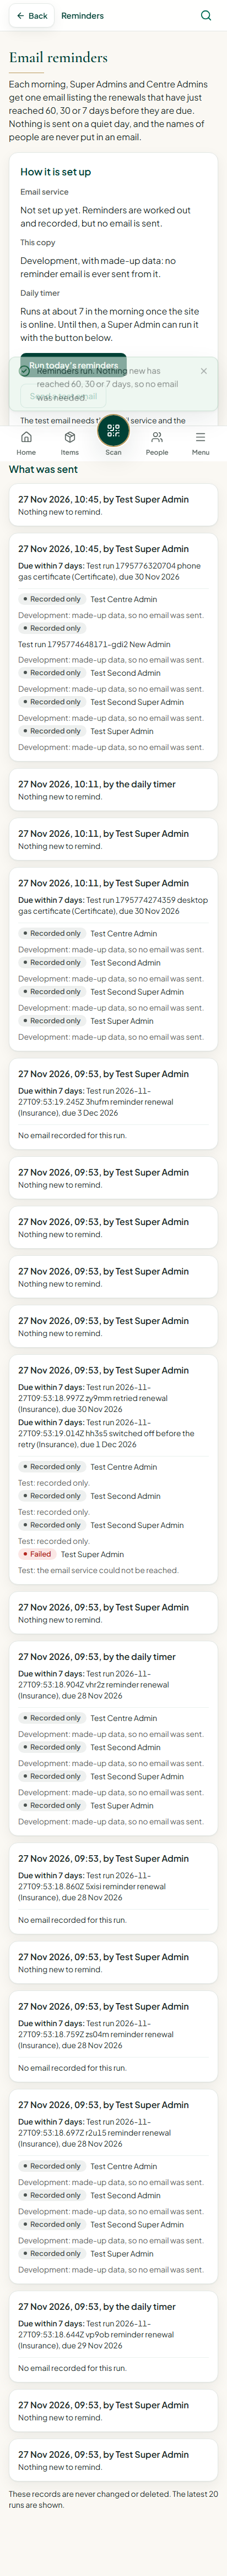 Back
Reminders
Email reminders
Each morning, Super Admins and Centre Admins
get one email listing the renewals that have just
reached 60, 30 or 7 days before they are due.
Nothing is sent on a quiet day, and the names of
people are never put in an email.
How it is set up
Email service
Not set up yet. Reminders are worked out
and recorded, but no email is sent.
This copy
Development, with made-up data: no
reminder email is ever sent from it.
Daily timer
Runs at about 7 in the morning once the site
is online. Until then, a Super Admin can run it
with the button below.
Run today's reminders
Reminders run. Nothing new has
reached 60, 30 or 7 days, so no email
was needed.
The test email needs the email service and the
Home
Items
Scan
People
Menu
What was sent
27 Nov 2026, 10:45, by Test Super Admin
Nothing new to remind.
27 Nov 2026, 10:45, by Test Super Admin
Due within 7 days: Test run 1795776320704 phone
gas certificate (Certificate), due 30 Nov 2026
Recorded only Test Centre Admin
Development: made-up data, so no email was sent.
Recorded only
Test run 1795774648171-gdi2 New Admin
Development: made-up data, so no email was sent.
Recorded only Test Second Admin
Development: made-up data, so no email was sent.
Recorded only Test Second Super Admin
Development: made-up data, so no email was sent.
Recorded only Test Super Admin
Development: made-up data, so no email was sent.
27 Nov 2026, 10:11, by the daily timer
Nothing new to remind.
27 Nov 2026, 10:11, by Test Super Admin
Nothing new to remind.
27 Nov 2026, 10:11, by Test Super Admin
Due within 7 days: Test run 1795774274359 desktop
gas certificate (Certificate), due 30 Nov 2026
Recorded only Test Centre Admin
Development: made-up data, so no email was sent.
Recorded only Test Second Admin
Development: made-up data, so no email was sent.
Recorded only Test Second Super Admin
Development: made-up data, so no email was sent.
Recorded only Test Super Admin
Development: made-up data, so no email was sent.
27 Nov 2026, 09:53, by Test Super Admin
Due within 7 days: Test run 2026-11-
27T09:53:19.245Z 3hufm reminder renewal
(Insurance), due 3 Dec 2026
No email recorded for this run.
27 Nov 2026, 09:53, by Test Super Admin
Nothing new to remind.
27 Nov 2026, 09:53, by Test Super Admin
Nothing new to remind.
27 Nov 2026, 09:53, by Test Super Admin
Nothing new to remind.
27 Nov 2026, 09:53, by Test Super Admin
Nothing new to remind.
27 Nov 2026, 09:53, by Test Super Admin
Due within 7 days: Test run 2026-11-
27T09:53:18.997Z zy9mm retried renewal
(Insurance), due 30 Nov 2026
Due within 7 days: Test run 2026-11-
27T09:53:19.014Z hh3s5 switched off before the
retry (Insurance), due 1 Dec 2026
Recorded only Test Centre Admin
Test: recorded only.
Recorded only Test Second Admin
Test: recorded only.
Recorded only Test Second Super Admin
Test: recorded only.
Failed Test Super Admin
Test: the email service could not be reached.
27 Nov 2026, 09:53, by Test Super Admin
Nothing new to remind.
27 Nov 2026, 09:53, by the daily timer
Due within 7 days: Test run 2026-11-
27T09:53:18.904Z vhr2z reminder renewal
(Insurance), due 28 Nov 2026
Recorded only Test Centre Admin
Development: made-up data, so no email was sent.
Recorded only Test Second Admin
Development: made-up data, so no email was sent.
Recorded only Test Second Super Admin
Development: made-up data, so no email was sent.
Recorded only Test Super Admin
Development: made-up data, so no email was sent.
27 Nov 2026, 09:53, by Test Super Admin
Due within 7 days: Test run 2026-11-
27T09:53:18.860Z 5xisi reminder renewal
(Insurance), due 28 Nov 2026
No email recorded for this run.
27 Nov 2026, 09:53, by Test Super Admin
Nothing new to remind.
27 Nov 2026, 09:53, by Test Super Admin
Due within 7 days: Test run 2026-11-
27T09:53:18.759Z zs04m reminder renewal
(Insurance), due 28 Nov 2026
No email recorded for this run.
27 Nov 2026, 09:53, by Test Super Admin
Due within 7 days: Test run 2026-11-
27T09:53:18.697Z r2u15 reminder renewal
(Insurance), due 28 Nov 2026
Recorded only Test Centre Admin
Development: made-up data, so no email was sent.
Recorded only Test Second Admin
Development: made-up data, so no email was sent.
Recorded only Test Second Super Admin
Development: made-up data, so no email was sent.
Recorded only Test Super Admin
Development: made-up data, so no email was sent.
27 Nov 2026, 09:53, by the daily timer
Due within 7 days: Test run 2026-11-
27T09:53:18.644Z vp9ob reminder renewal
(Insurance), due 29 Nov 2026
No email recorded for this run.
27 Nov 2026, 09:53, by Test Super Admin
Nothing new to remind.
27 Nov 2026, 09:53, by Test Super Admin
Nothing new to remind.
These records are never changed or deleted. The latest 20
runs are shown.